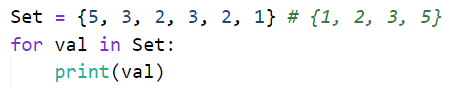 Set = {5, 3, 2, 3, 2, 1} # {1, 2, 3, 5}
for val in Set:
    print(val)